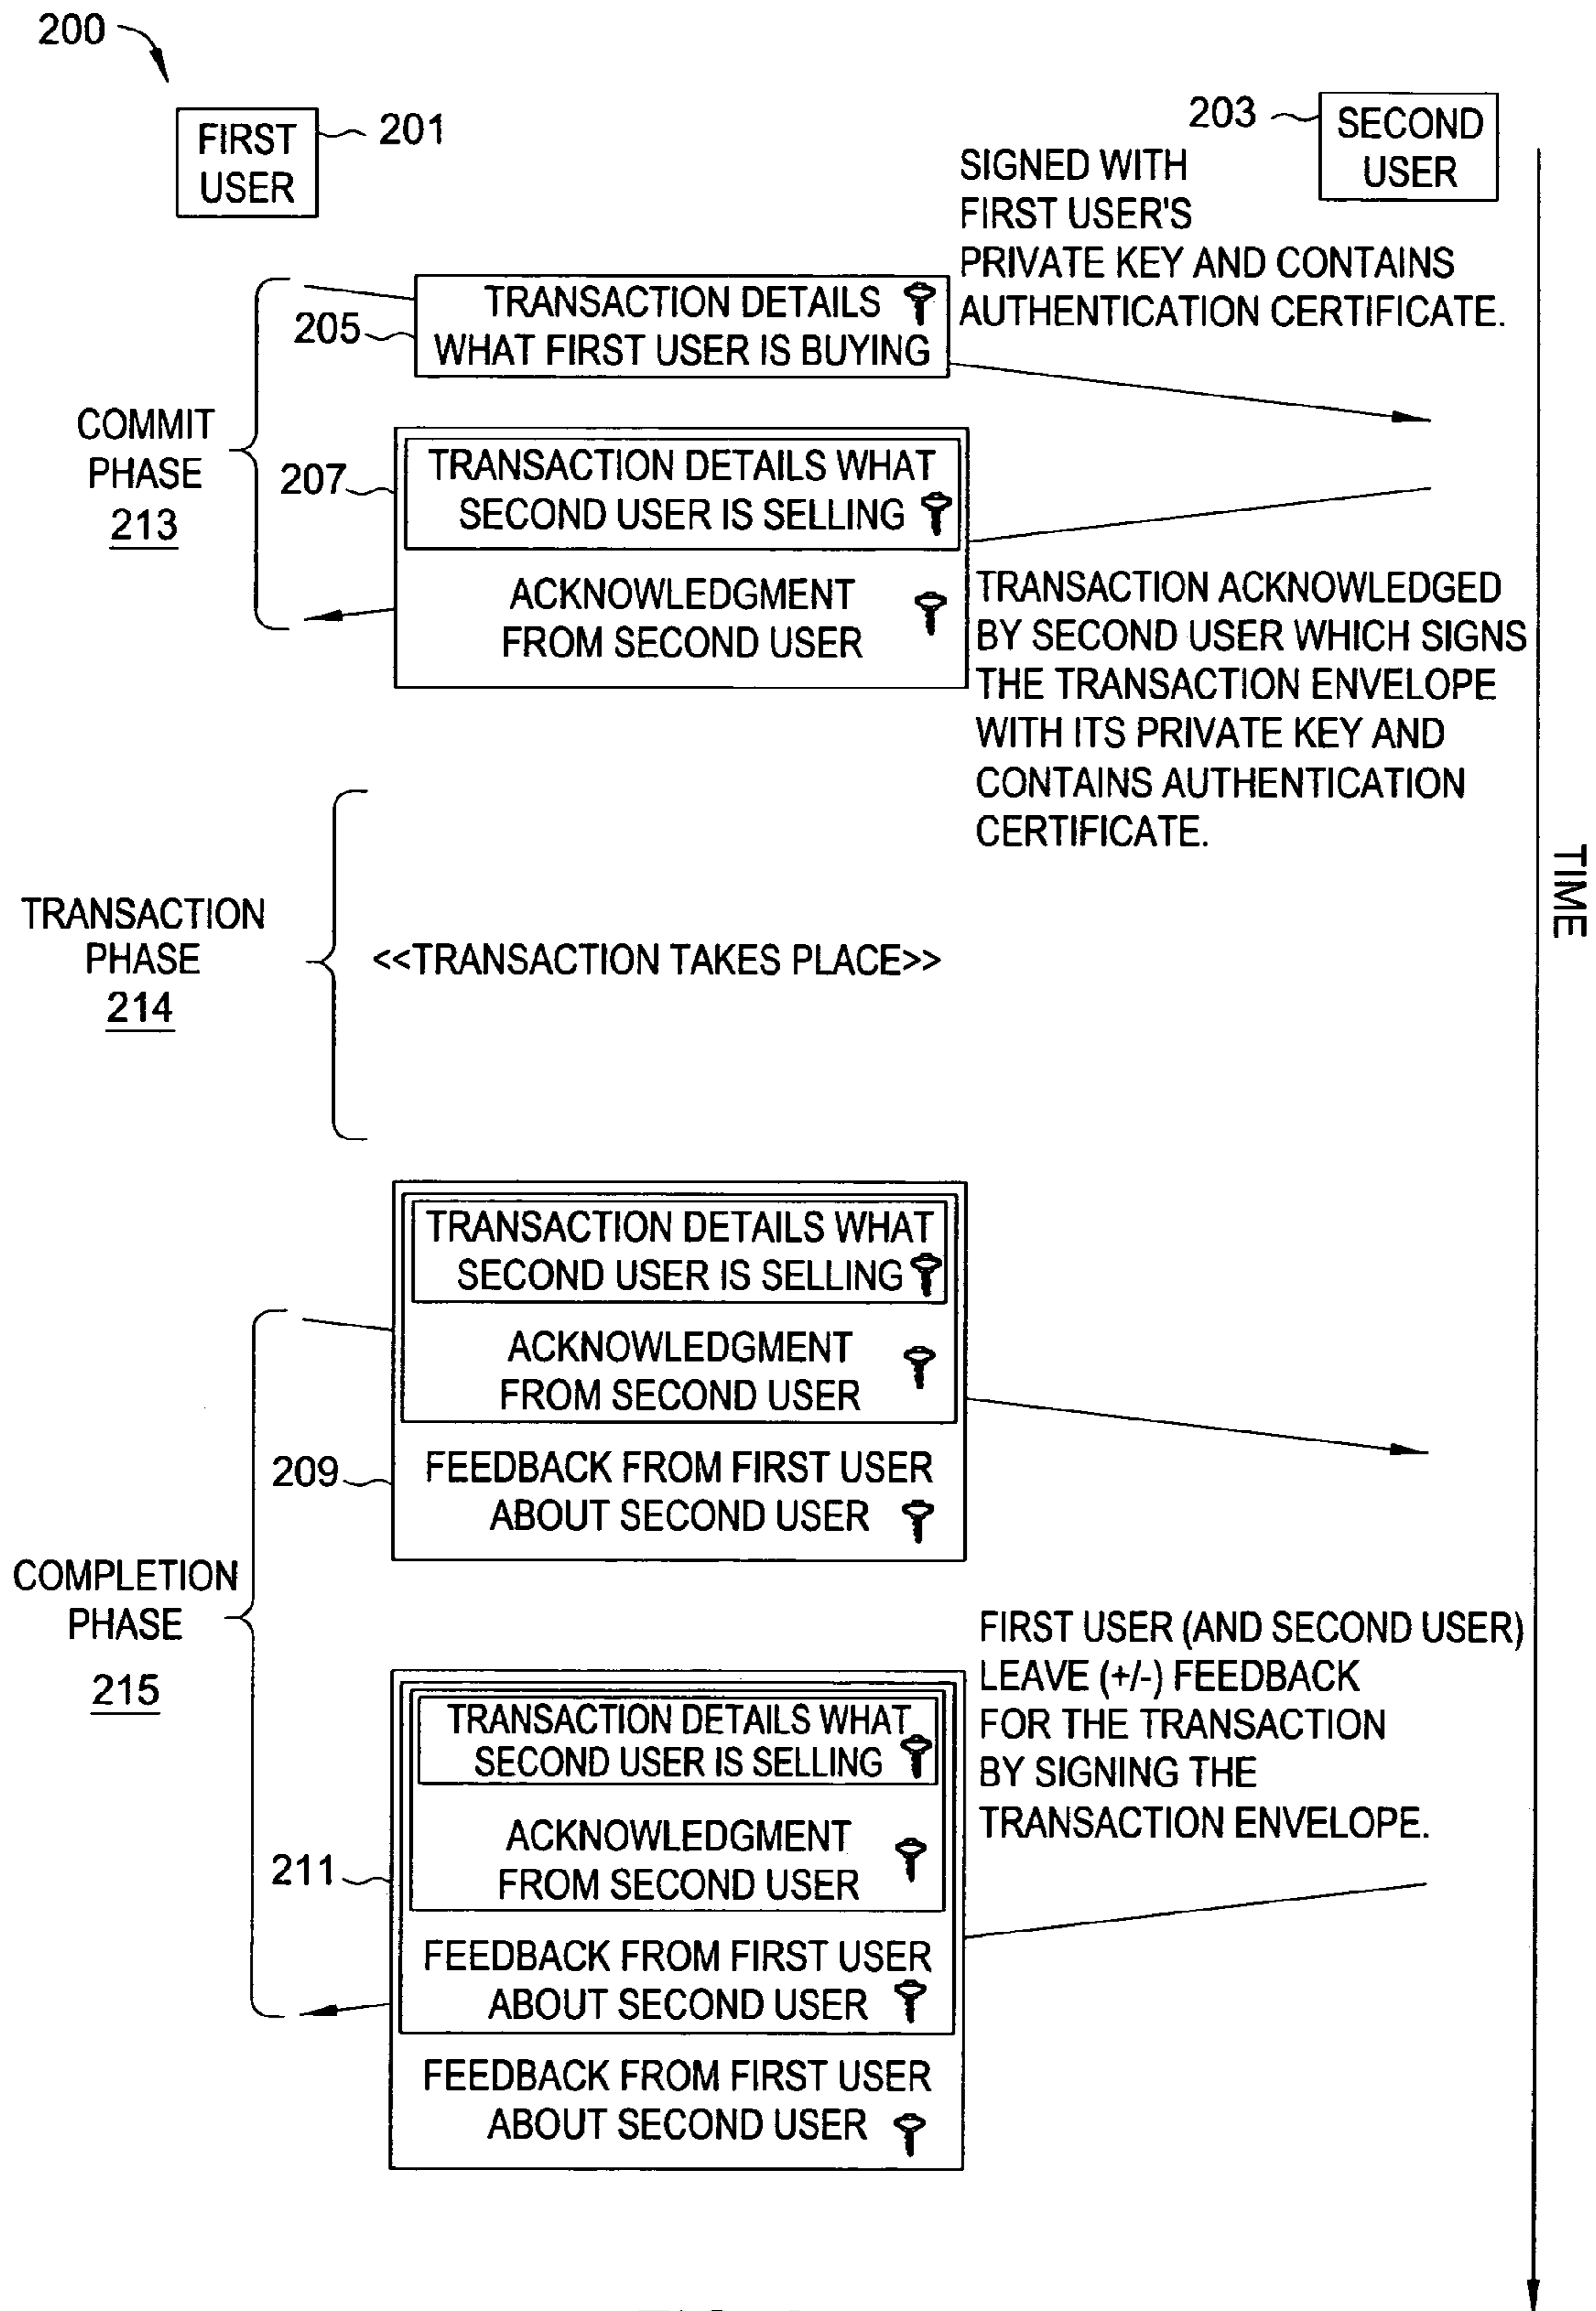 200
FIRST
USER
201
203
SECOND
USER
SIGNED WITH
FIRST USER'S
PRIVATE KEY AND CONTAINS
AUTHENTICATION CERTIFICATE.
TRANSACTION DETAILS
WHAT FIRST USER IS BUYING
205
COMMIT
PHASE
213
207
TRANSACTION DETAILS WHAT
SECOND USER IS SELLING
ACKNOWLEDGMENT
FROM SECOND USER
TRANSACTION ACKNOWLEDGED
BY SECOND USER WHICH SIGNS
THE TRANSACTION ENVELOPE
WITH ITS PRIVATE KEY AND
CONTAINS AUTHENTICATION
CERTIFICATE.
TIME
TRANSACTION
PHASE
214
<<TRANSACTION TAKES PLACE>>
TRANSACTION DETAILS WHAT
SECOND USER IS SELLING
ACKNOWLEDGMENT
FROM SECOND USER
209
FEEDBACK FROM FIRST USER
ABOUT SECOND USER
COMPLETION
PHASE
215
FIRST USER (AND SECOND USER)
LEAVE (+/-) FEEDBACK
FOR THE TRANSACTION
BY SIGNING THE
TRANSACTION ENVELOPE.
TRANSACTION DETAILS WHAT
SECOND USER IS SELLING
ACKNOWLEDGMENT
FROM SECOND USER
211
FEEDBACK FROM FIRST USER
ABOUT SECOND USER
FEEDBACK FROM FIRST USER
ABOUT SECOND USER